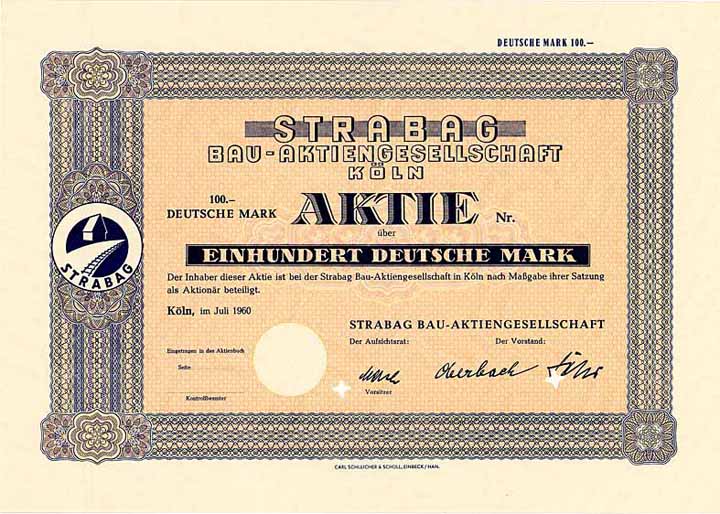 DEUTSCHE MARK 100.–
STRABAG
BAU-AKTIENGESELLSCHAFT
KÖLN
100.–
DEUTSCHE MARK
AKTIE Nr.
über
EINHUNDERT DEUTSCHE MARK
Der Inhaber dieser Aktie ist bei der Strabag Bau-Aktiengesellschaft in Köln nach Maßgabe ihrer Satzung
als Aktionär beteiligt.
Köln, im Juli 1960
STRABAG BAU-AKTIENGESELLSCHAFT
Der Aufsichtsrat: Der Vorstand:
Eingetragen in das Aktienbuch
Seite
Oberbach
Vorsitzer
Kontrollbeamter
STRABAG
CARL SCHLEICHER & SCHÜLL, EINBECK/HAN.